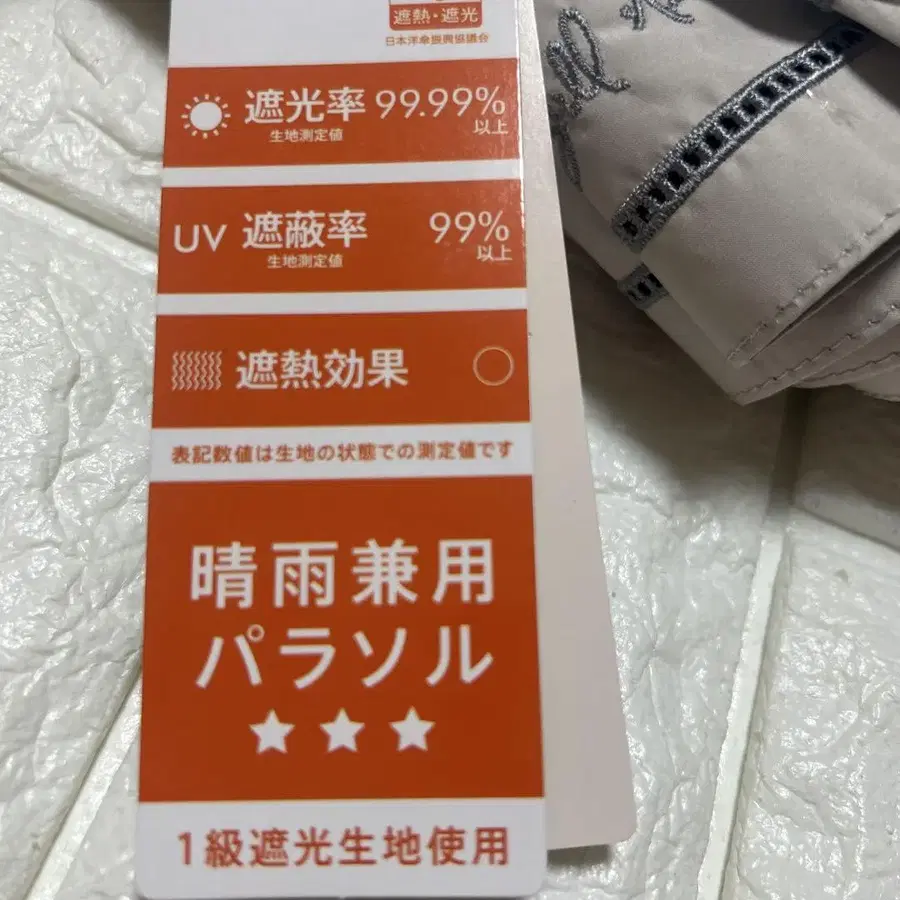 遮熱・遮光
日本洋傘振興協議会
遮光率 99.99%
生地測定値 以上
UV 遮蔽率 99%
生地測定値 以上
遮熱効果 ○
表記数値は生地の状態での測定値です
晴雨兼用
パラソル
★★★
1級遮光生地使用